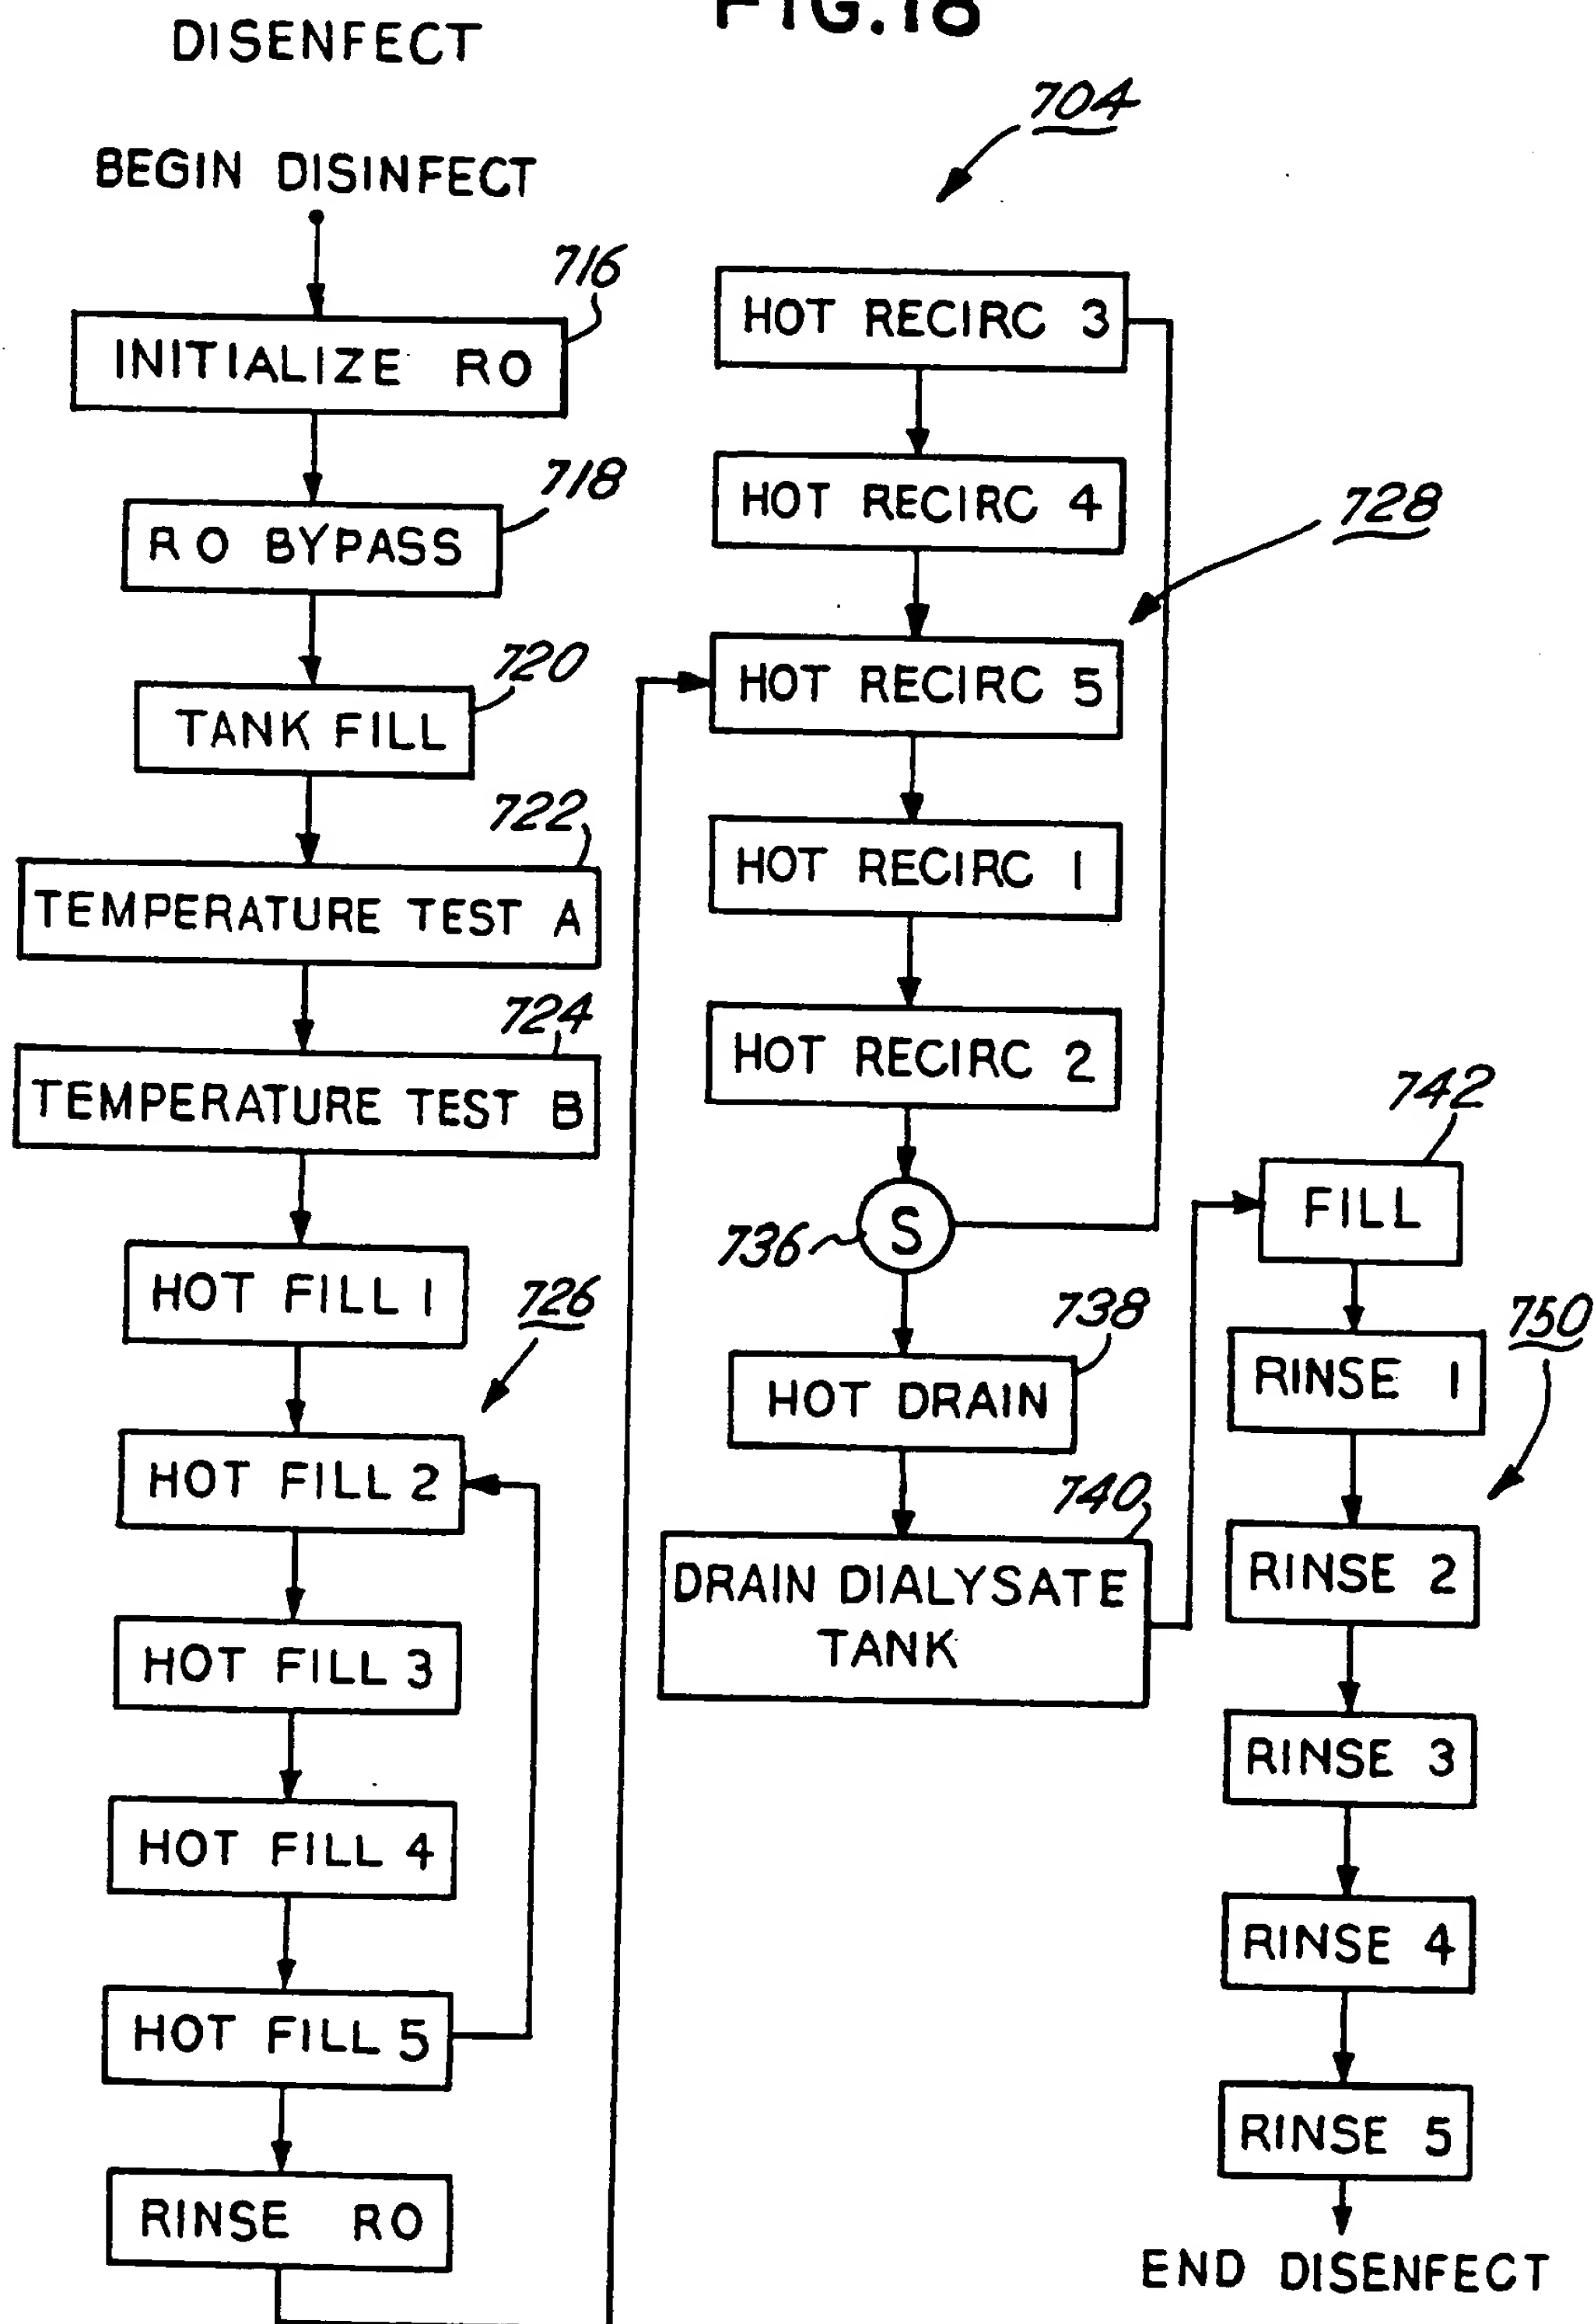 FIG.18
DISENFECT
BEGIN DISINFECT
716
INITIALIZE RO
718
RO BYPASS
720
TANK FILL
722
TEMPERATURE TEST A
724
TEMPERATURE TEST B
HOT FILL 1
726
HOT FILL 2
HOT FILL 3
HOT FILL 4
HOT FILL 5
RINSE RO
704
HOT RECIRC 3
HOT RECIRC 4
728
HOT RECIRC 5
HOT RECIRC 1
HOT RECIRC 2
736
S
738
HOT DRAIN
740
DRAIN DIALYSATE
TANK
742
FILL
750
RINSE 1
RINSE 2
RINSE 3
RINSE 4
RINSE 5
END DISENFECT